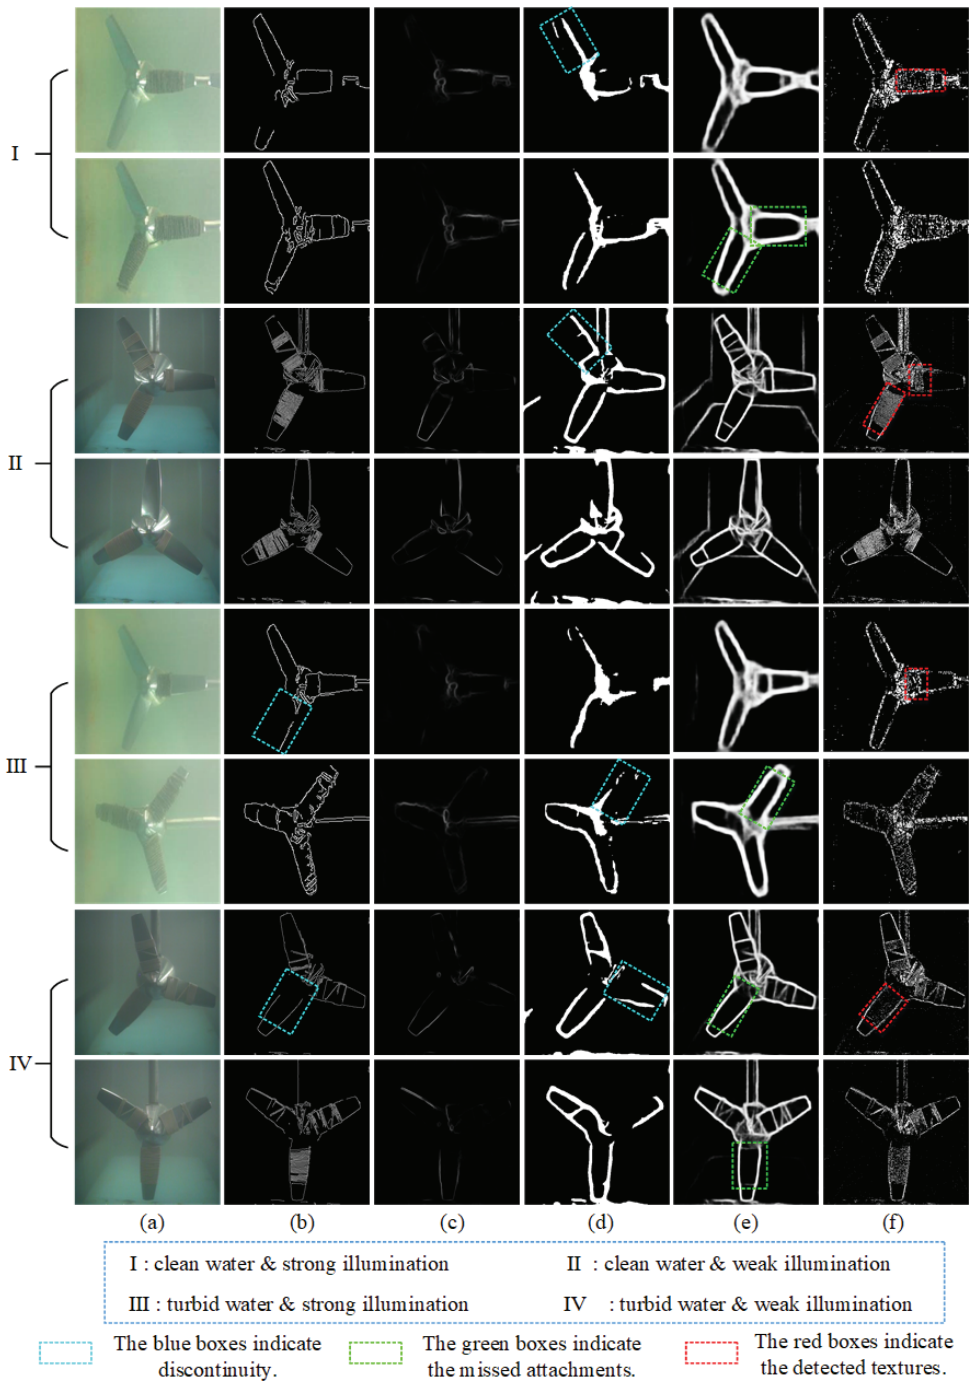 I
II
III
IV
(a) (b) (c) (d) (e) (f)
I : clean water & strong illumination II : clean water & weak illumination
III : turbid water & strong illumination IV : turbid water & weak illumination
The blue boxes indicate discontinuity.
The green boxes indicate the missed attachments.
The red boxes indicate the detected textures.